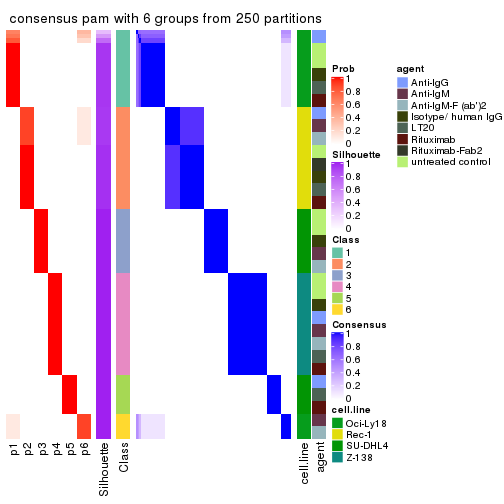 consensus pam with 6 groups from 250 partitions
Prob
1
0.8
0.6
0.4
0.2
0
Silhouette
1
0.8
0.6
0.4
0.2
0
Class
1
2
3
4
5
6
Consensus
1
0.8
0.6
0.4
0.2
0
cell.line
Oci-Ly18
Rec-1
SU-DHL4
Z-138
agent
Anti-IgG
Anti-IgM
Anti-IgM-F (ab')2
Isotype/ human IgG
LT20
Rituximab
Rituximab-Fab2
untreated control
p1
p2
p3
p4
p5
p6
Silhouette
Class
cell.line
agent